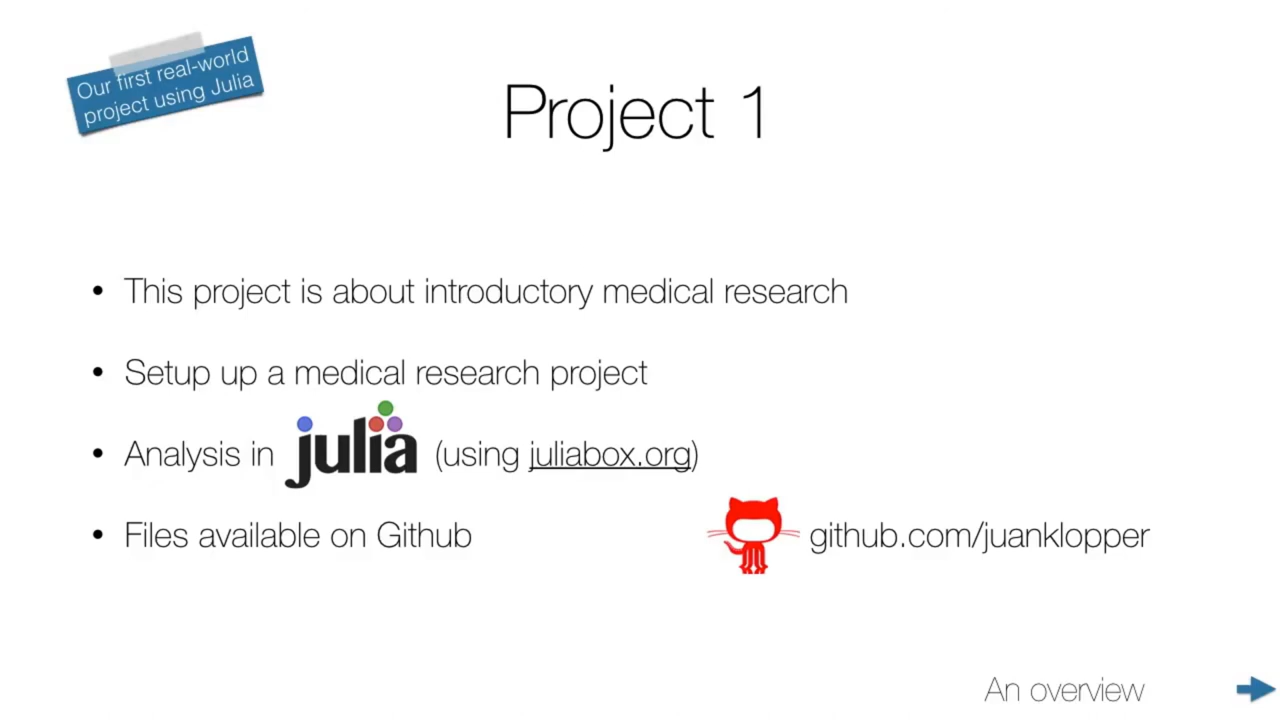 Our first real-world
project using Julia
Project 1
• This project is about introductory medical research
• Setup up a medical research project
• Analysis in julia (using juliabox.org)
• Files available on Github
github.com/juanklopper
An overview